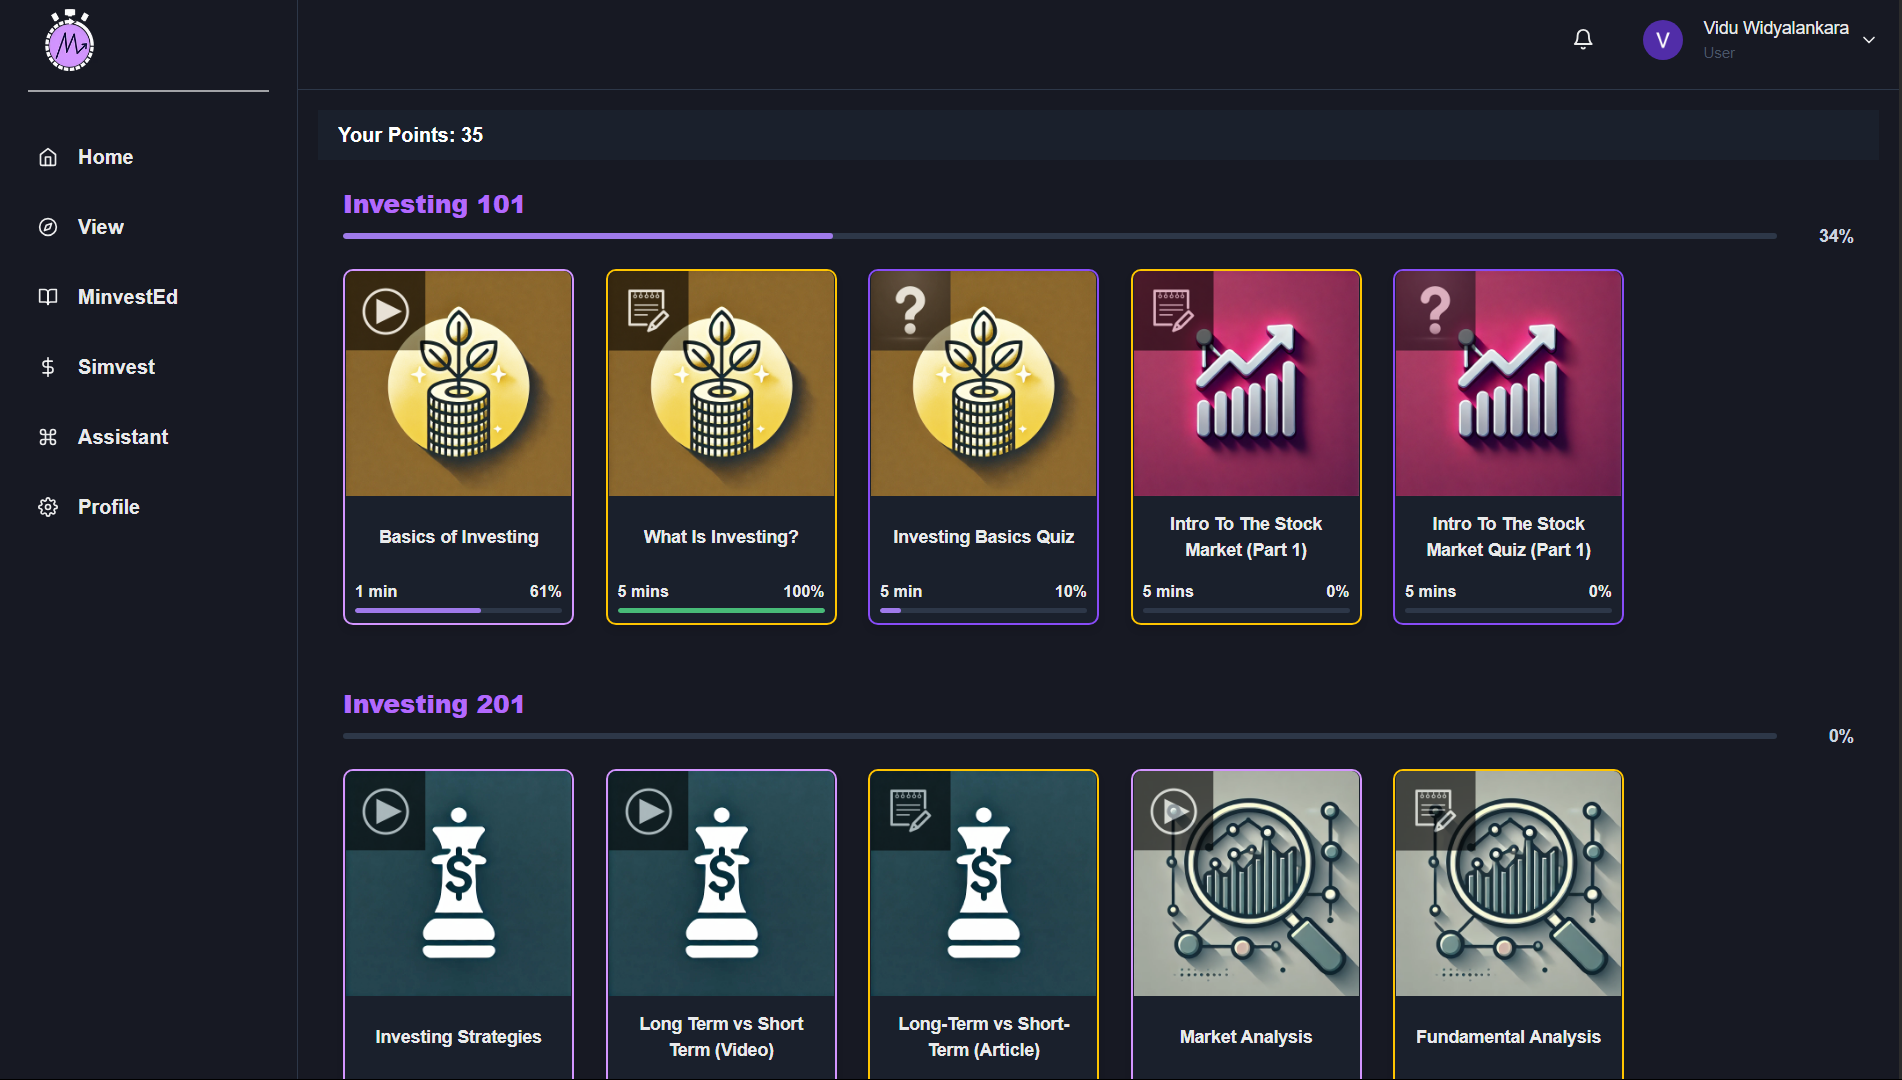 Vidu Widyalankara
V
User
Your Points: 35
Home
View
MinvestEd
Simvest
Assistant
Profile
Investing 101
34%
Basics of Investing
1 min 61%
What Is Investing?
5 mins 100%
Investing Basics Quiz
5 min 10%
Intro To The Stock
Market (Part 1)
5 mins 0%
Intro To The Stock
Market Quiz (Part 1)
5 mins 0%
Investing 201
0%
Investing Strategies
Long Term vs Short
Term (Video)
Long-Term vs Short-
Term (Article)
Market Analysis
Fundamental Analysis